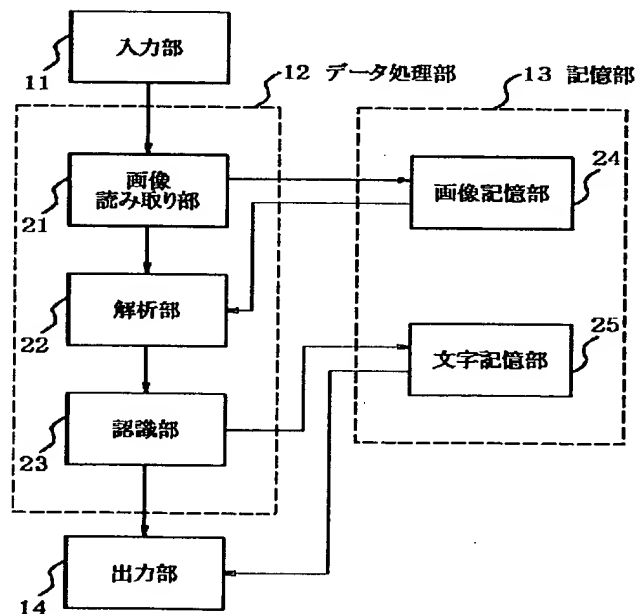 入力部
11
12 データ処理部
13 記憶部
画像
読み取り部
21
画像記憶部
24
解析部
22
文字記憶部
25
認識部
23
出力部
14